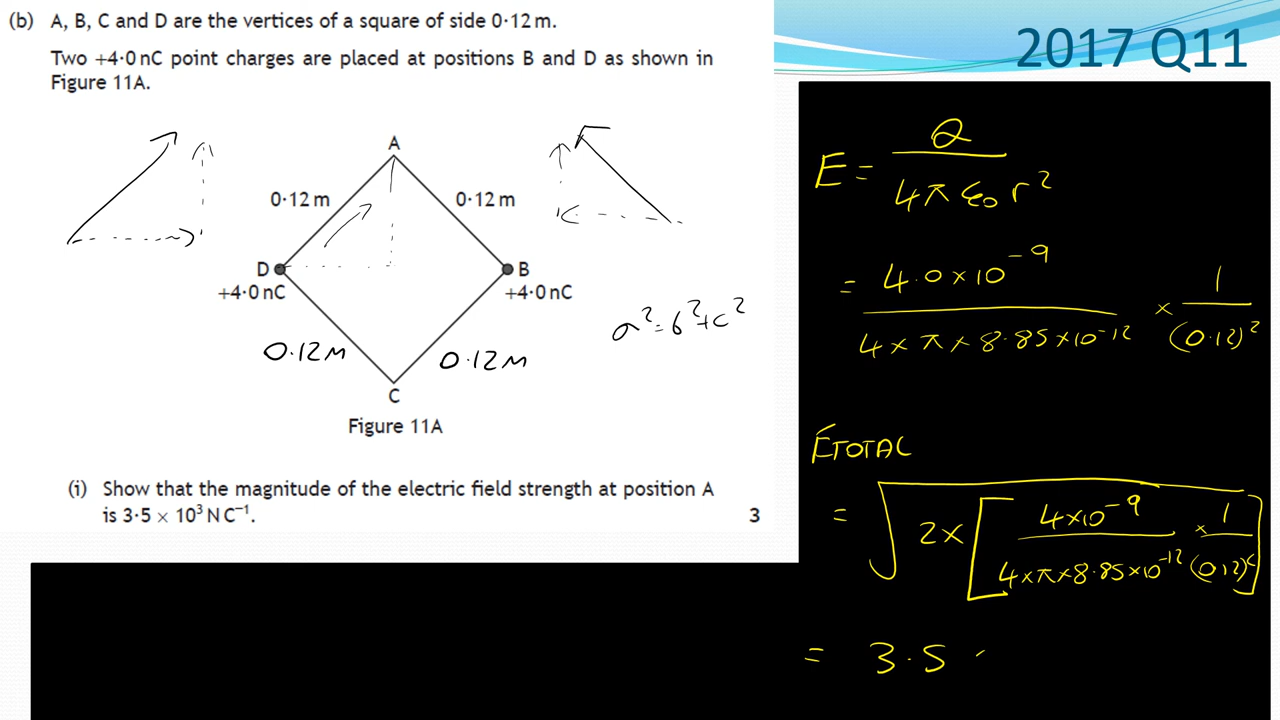 (b) A, B, C and D are the vertices of a square of side 0·12 m.
2017 Q11
Two +4·0 nC point charges are placed at positions B and D as shown in
Figure 11A.
A
0·12 m
0·12 m
D
+4·0 nC
B
+4·0 nC
a² = b² + c²
0.12M
0.12M
C
Figure 11A
(i) Show that the magnitude of the electric field strength at position A
is 3·5 × 10³ N C⁻¹.
3
E = Q / 4π ε₀ r²
= 4.0×10⁻⁹ / 4 × π × 8.85×10⁻¹² × 1 / (0.12)²
ETOTAL
= √ 2× [ 4×10⁻⁹ / 4×π×8.85×10⁻¹² × 1 / (0.12)² ]
= 3.5